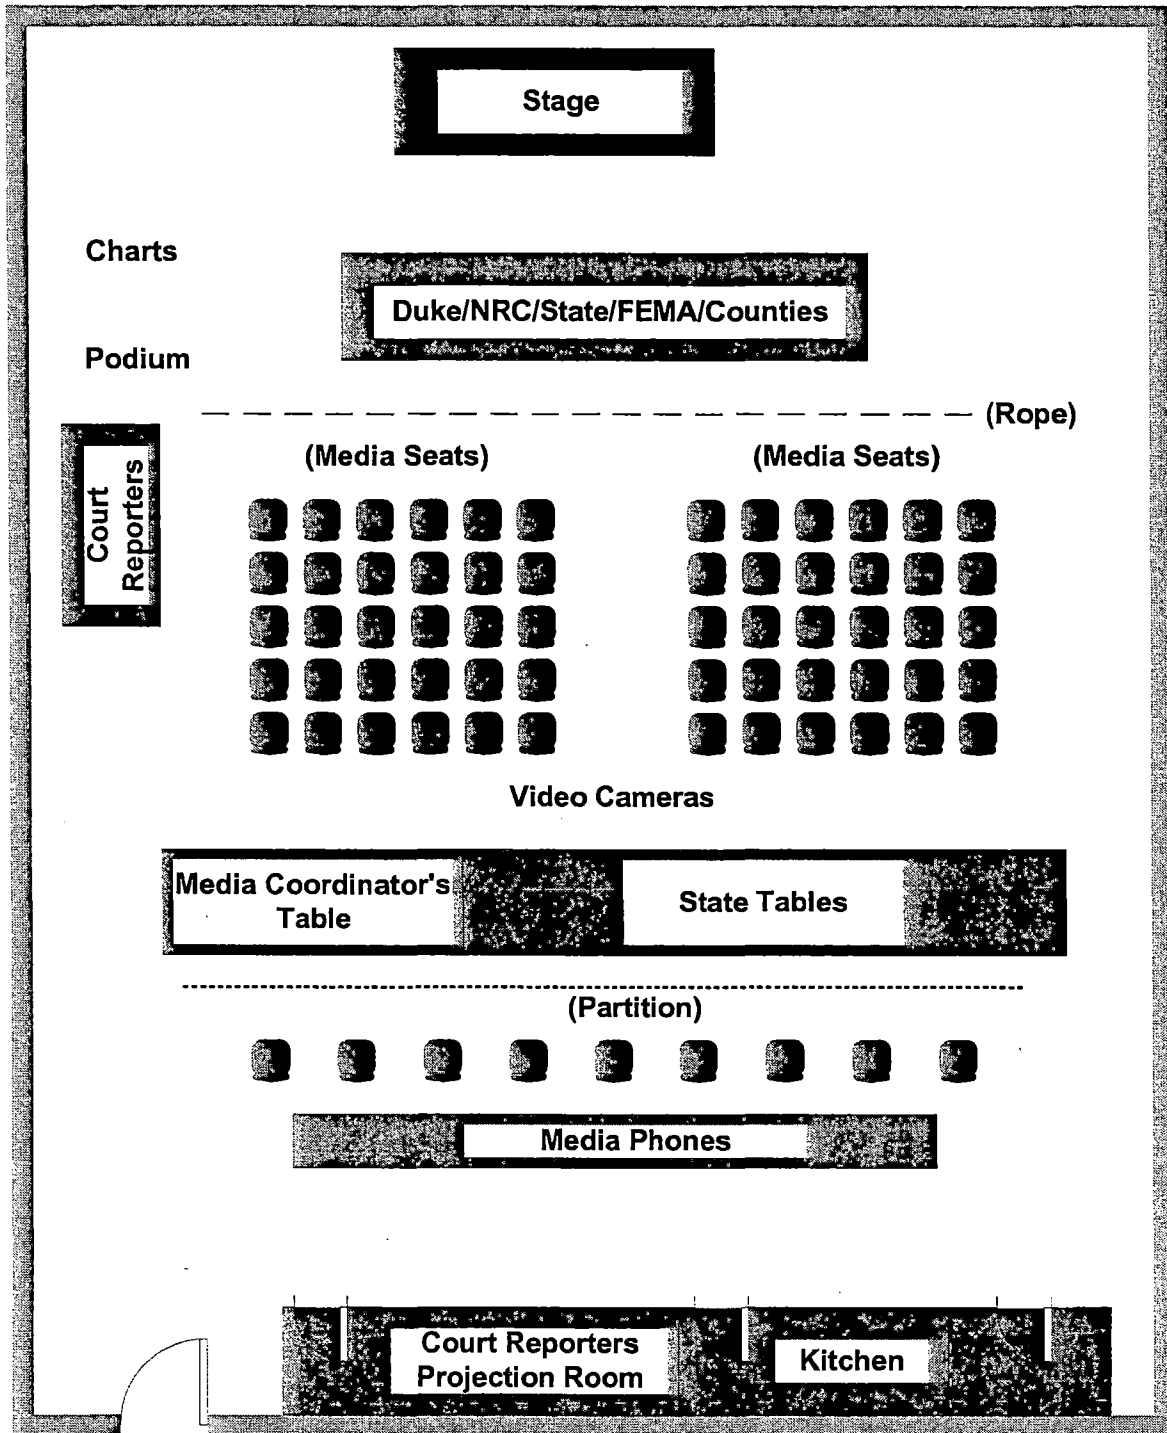 Stage
Charts
Duke/NRC/State/FEMA/Counties
Podium
(Rope)
(Media Seats)
(Media Seats)
Court
Reporters
Video Cameras
Media Coordinator's
Table
State Tables
(Partition)
Media Phones
Court Reporters
Projection Room
Kitchen